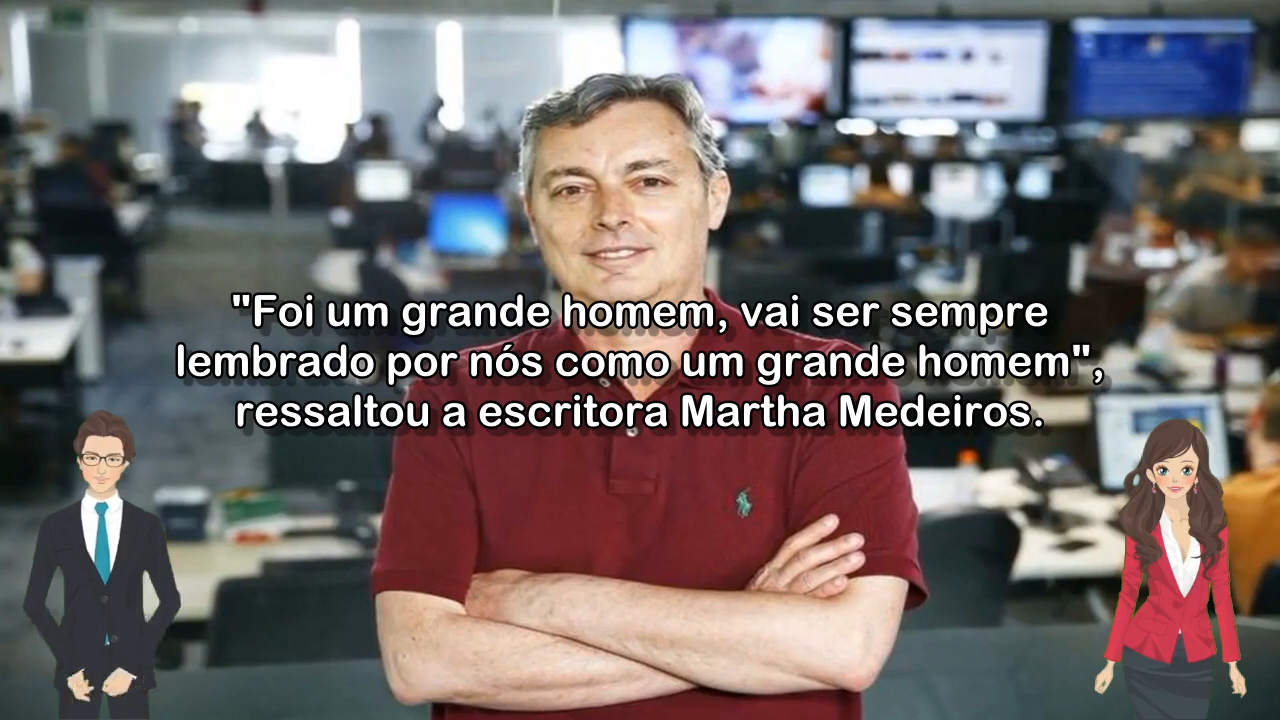 "Foi um grande homem, vai ser sempre
lembrado por nós como um grande homem",
ressaltou a escritora Martha Medeiros.